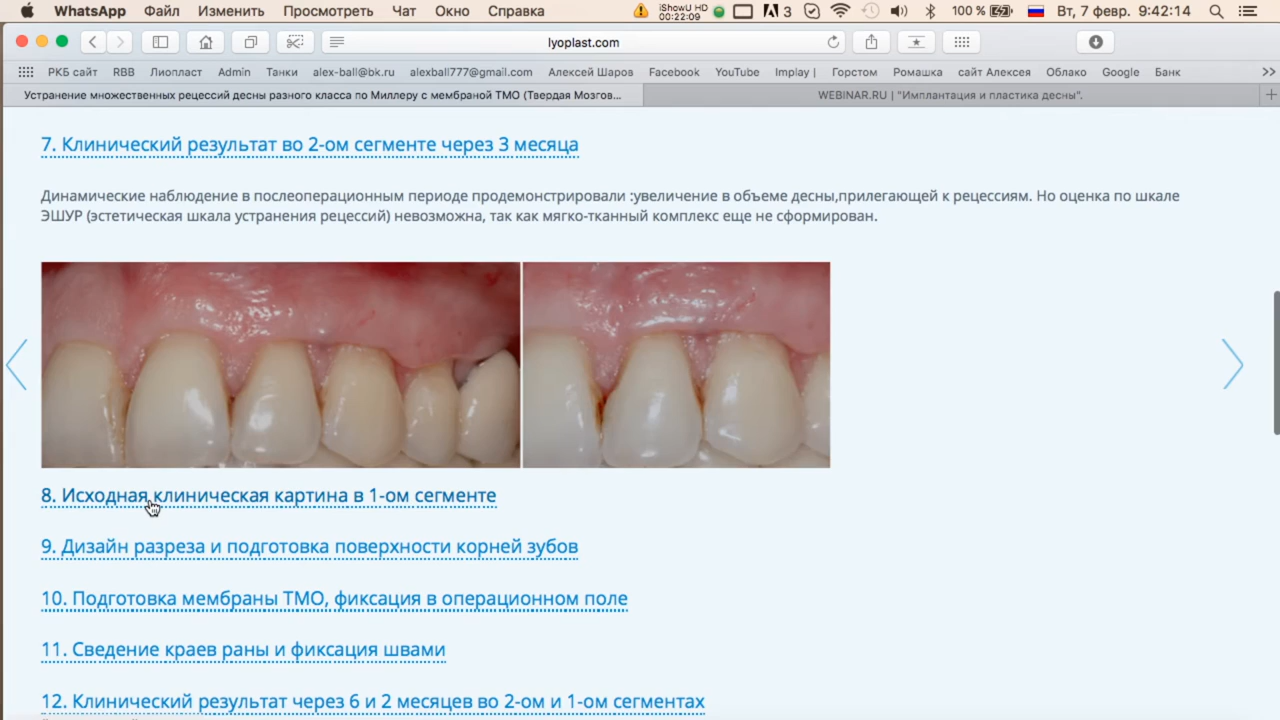 WhatsApp Файл Изменить Просмотреть Чат Окно Справка iShowU HD 00:22:09 3 100 % Вт, 7 февр. 9:42:14
lyoplast.com
РКБ сайт RBB Лиопласт Admin Танки alex-ball@bk.ru alexball777@gmail.com Алексей Шаров Facebook YouTube Implay | Горстом Ромашка сайт Алексея Облако Google Банк >>
Устранение множественных рецессий десны разного класса по Миллеру с мембраной ТМО (Твердая Мозгов... WEBINAR.RU | "Имплантация и пластика десны".
7. Клинический результат во 2-ом сегменте через 3 месяца
Динамические наблюдение в послеоперационным периоде продемонстрировали :увеличение в объеме десны,прилегающей к рецессиям. Но оценка по шкале
ЭШУР (эстетическая шкала устранения рецессий) невозможна, так как мягко-тканный комплекс еще не сформирован.
8. Исходная клиническая картина в 1-ом сегменте
9. Дизайн разреза и подготовка поверхности корней зубов
10. Подготовка мембраны ТМО, фиксация в операционном поле
11. Сведение краев раны и фиксация швами
12. Клинический результат через 6 и 2 месяцев во 2-ом и 1-ом сегментах